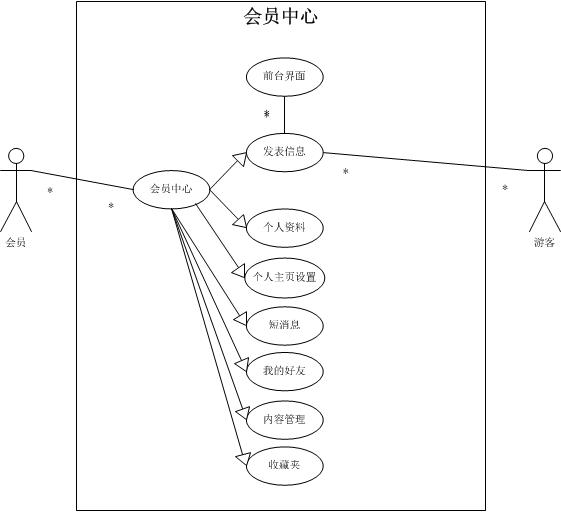 会员中心
前台界面
*
发表信息
*
会员中心
*
*
*
会员
游客
个人资料
个人主页设置
短消息
我的好友
内容管理
收藏夹